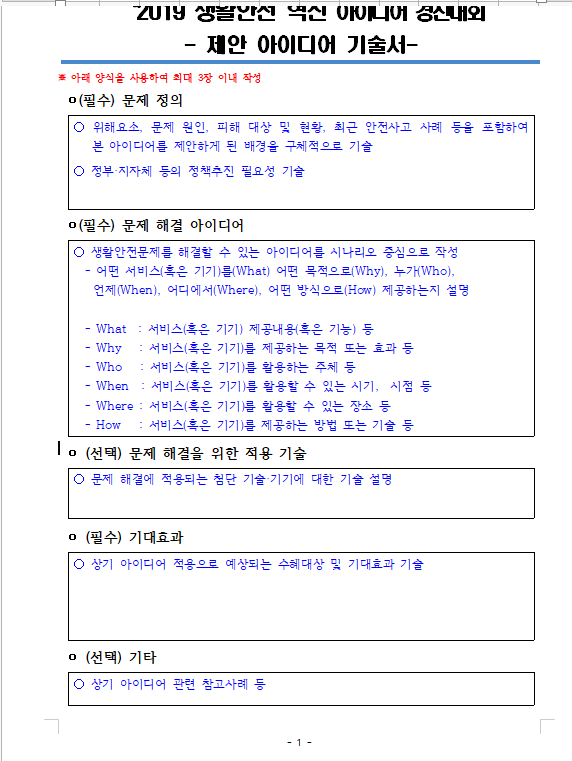 2019 생활안전 혁신 아이디어 경진대회
- 제안 아이디어 기술서-
※ 아래 양식을 사용하여 최대 3장 이내 작성
ㅇ(필수) 문제 정의
○ 위해요소, 문제 원인, 피해 대상 및 현황, 최근 안전사고 사례 등을 포함하여
본 아이디어를 제안하게 된 배경을 구체적으로 기술
○ 정부·지자체 등의 정책추진 필요성 기술
ㅇ(필수) 문제 해결 아이디어
○ 생활안전문제를 해결할 수 있는 아이디어를 시나리오 중심으로 작성
- 어떤 서비스(혹은 기기)를(What) 어떤 목적으로(Why), 누가(Who),
언제(When), 어디에서(Where), 어떤 방식으로(How) 제공하는지 설명
- What : 서비스(혹은 기기) 제공내용(혹은 기능) 등
- Why : 서비스(혹은 기기)를 제공하는 목적 또는 효과 등
- Who : 서비스(혹은 기기)를 활용하는 주체 등
- When : 서비스(혹은 기기)를 활용할 수 있는 시기, 시점 등
- Where : 서비스(혹은 기기)를 활용할 수 있는 장소 등
- How : 서비스(혹은 기기)를 제공하는 방법 또는 기술 등
ㅇ (선택) 문제 해결을 위한 적용 기술
○ 문제 해결에 적용되는 첨단 기술·기기에 대한 기술 설명
ㅇ (필수) 기대효과
○ 상기 아이디어 적용으로 예상되는 수혜대상 및 기대효과 기술
ㅇ (선택) 기타
○ 상기 아이디어 관련 참고사례 등
- 1 -